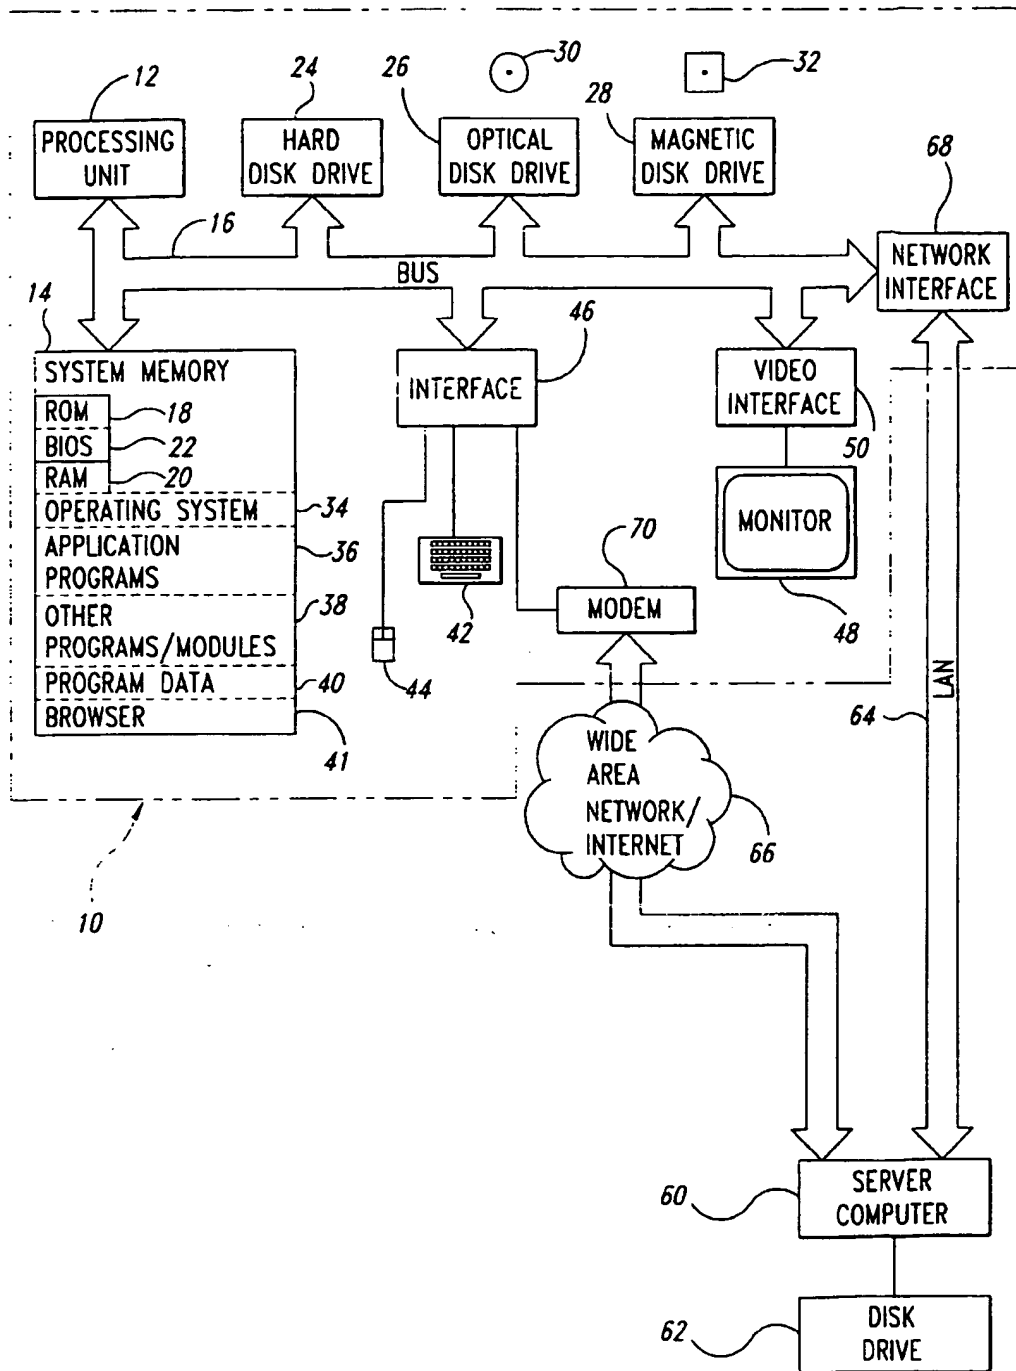 30
32
12
24
26
28
PROCESSING
UNIT
HARD
DISK DRIVE
OPTICAL
DISK DRIVE
MAGNETIC
DISK DRIVE
68
16
BUS
NETWORK
INTERFACE
14
46
SYSTEM MEMORY
ROM
18
BIOS
22
RAM
20
OPERATING SYSTEM
34
APPLICATION
PROGRAMS
36
OTHER
PROGRAMS/MODULES
38
PROGRAM DATA
40
BROWSER
41
INTERFACE
VIDEO
INTERFACE
50
MONITOR
48
42
44
70
MODEM
WIDE
AREA
NETWORK/
INTERNET
66
64
LAN
10
60
SERVER
COMPUTER
62
DISK
DRIVE